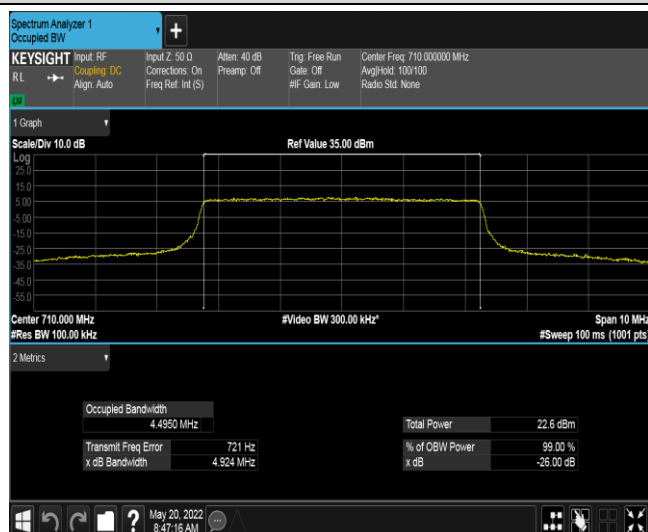 Spectrum Analyzer 1
Occupied BW
KEYSIGHT Input: RF Input Z: 50 Ω Atten: 40 dB Trig: Free Run Center Freq: 710.000000 MHz
RL Coupling: DC Corrections: On Preamp: Off Gate: Off Avg|Hold: 100/100
Align: Auto Freq Ref: Int (S) #IF Gain: Low Radio Std: None
LXI
1 Graph
Scale/Div 10.0 dB Ref Value 35.00 dBm
Log
25.0
15.0
5.00
-5.00
-15.0
-25.0
-35.0
-45.0
-55.0
Center 710.000 MHz #Video BW 300.00 kHz* Span 10 MHz
#Res BW 100.00 kHz #Sweep 100 ms (1001 pts)
2 Metrics
Occupied Bandwidth
4.4950 MHz Total Power 22.6 dBm
Transmit Freq Error 721 Hz % of OBW Power 99.00 %
x dB Bandwidth 4.924 MHz x dB -26.00 dB
May 20, 2022
8:47:16 AM